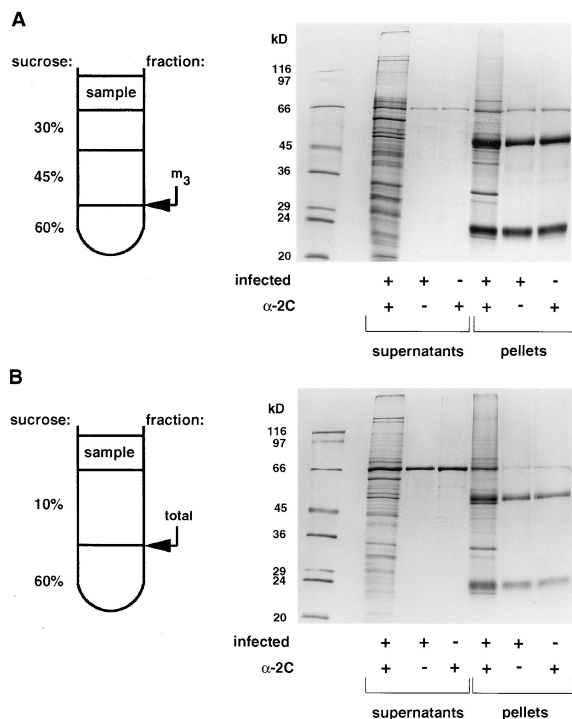 A
sucrose: fraction:
sample
30%
45%
m3
60%
kD
116
97
66
45
36
29
24
20
infected + + - + + -
α-2C + - + + - +
supernatants pellets
B
sucrose: fraction:
sample
10%
total
60%
kD
116
97
66
45
36
29
24
20
infected + + - + + -
α-2C + - + + - +
supernatants pellets